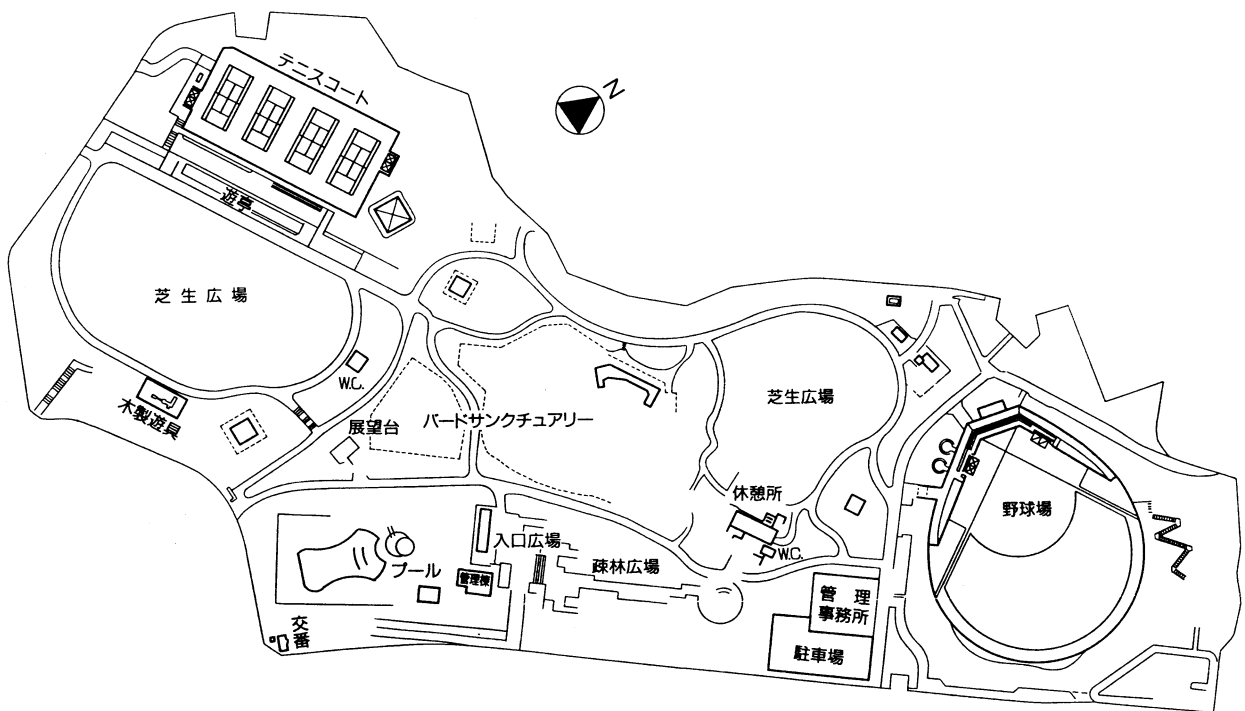 テニスコート
N
遊亭
芝生広場
W.C.
木製遊具
展望台
バードサンクチュアリー
芝生広場
休憩所
W.C.
野球場
入口広場
疎林広場
プール
管理棟
管理
事務所
交番
駐車場